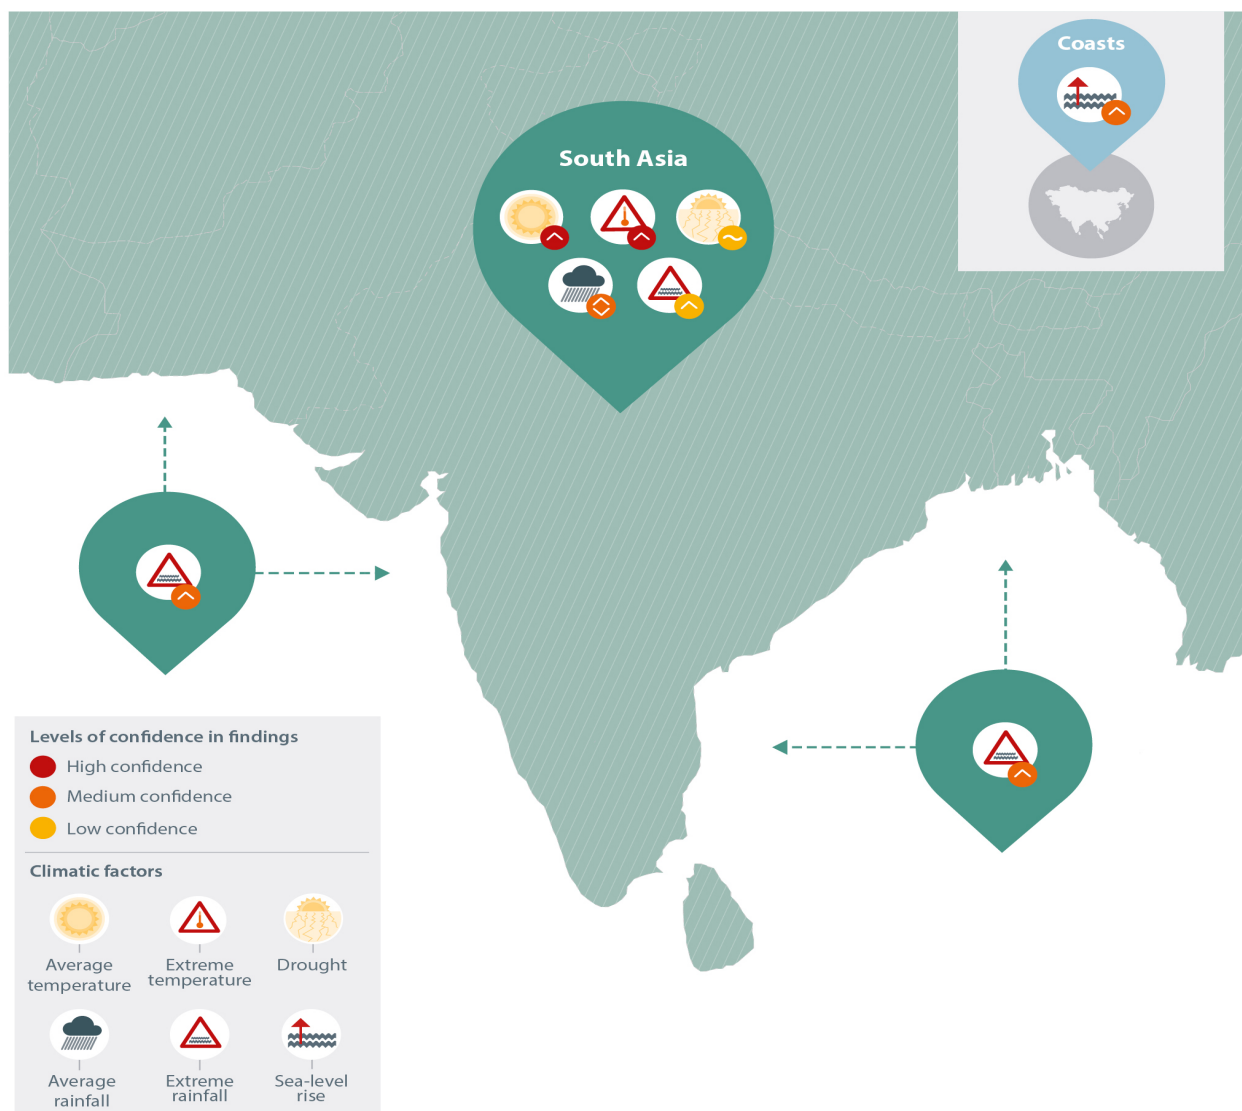 Coasts
South Asia
Levels of confidence in findings
High confidence
Medium confidence
Low confidence
Climatic factors
Average
temperature
Extreme
temperature
Drought
Average
rainfall
Extreme
rainfall
Sea-level
rise